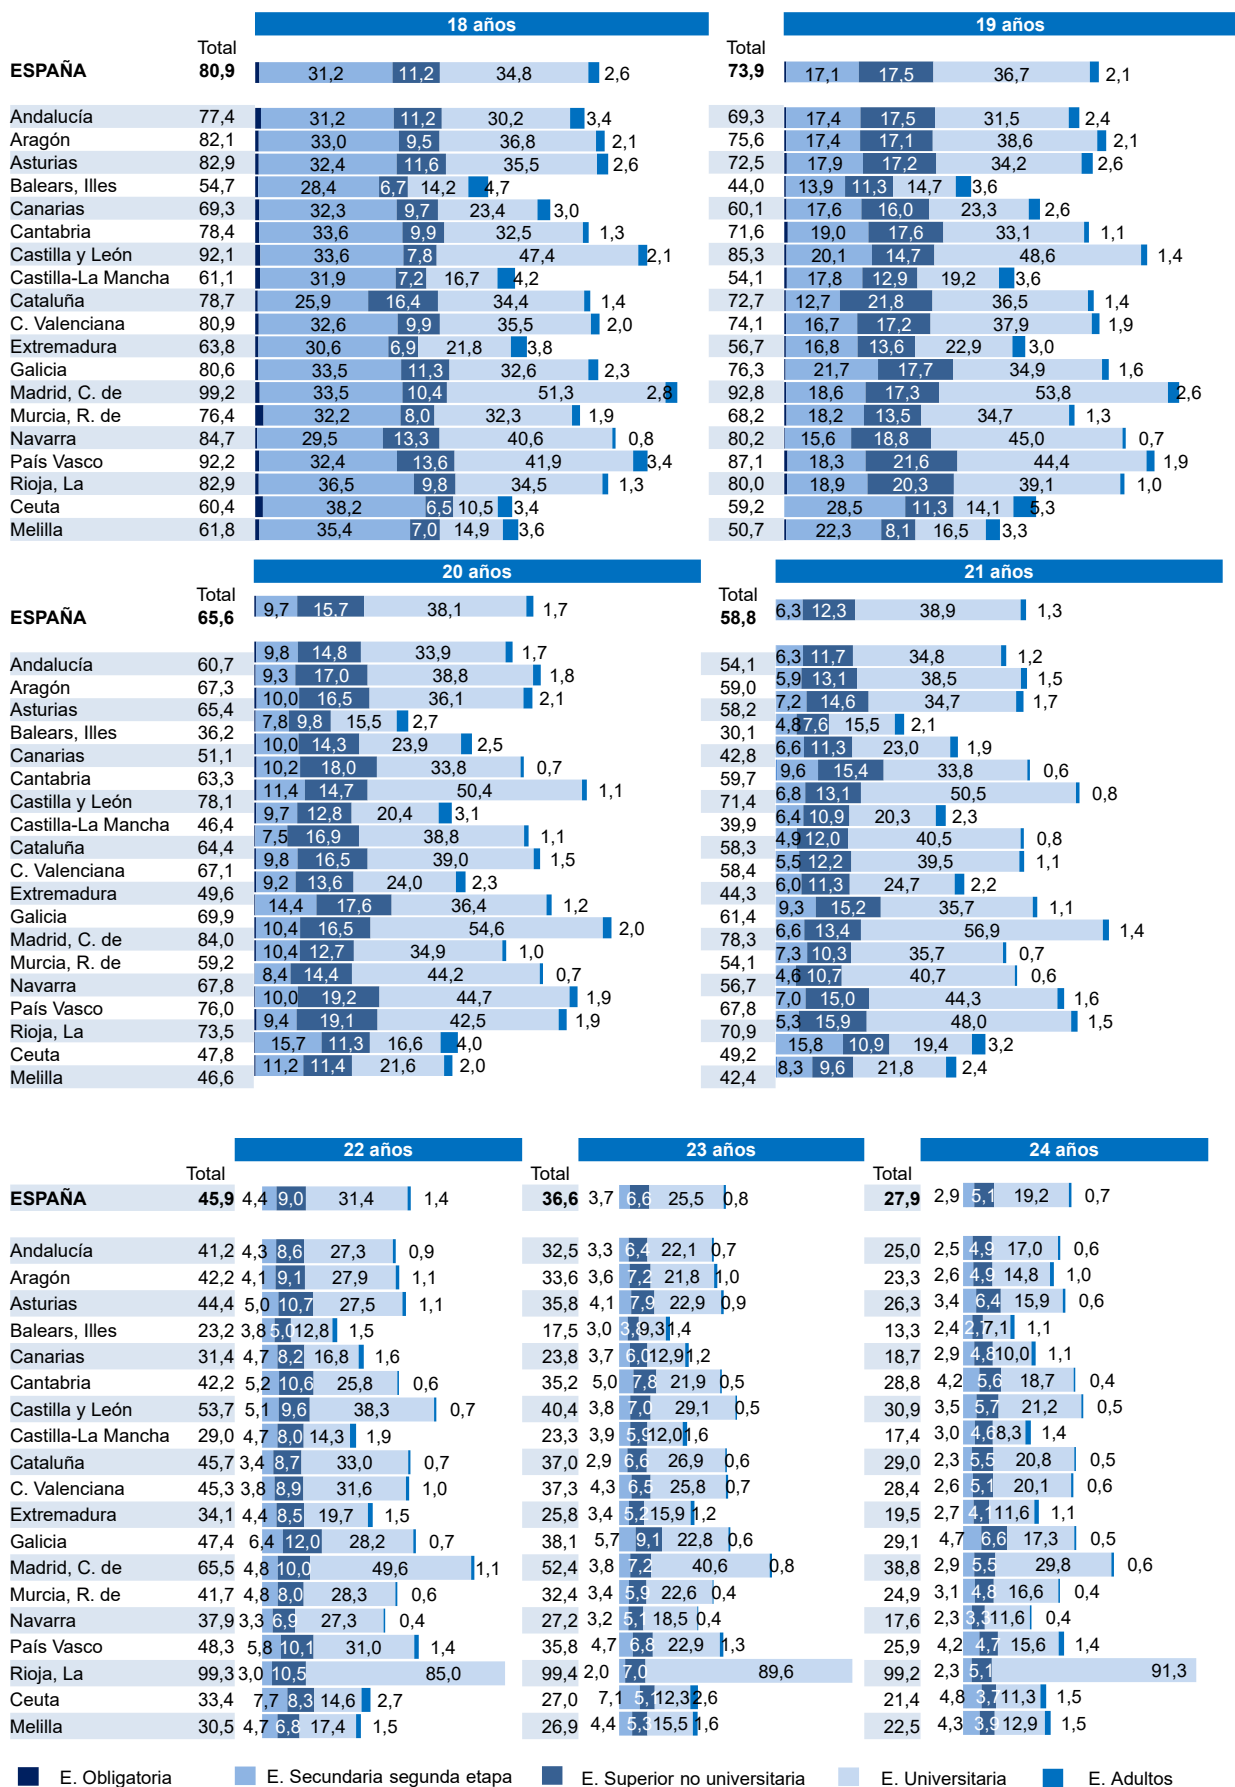 18 años 19 años
Total Total
ESPAÑA 80,9 31,2 11,2 34,8 2,6 73,9 17,1 17,5 36,7 2,1
Andalucía 77,4 31,2 11,2 30,2 3,4 69,3 17,4 17,5 31,5 2,4
Aragón 82,1 33,0 9,5 36,8 2,1 75,6 17,4 17,1 38,6 2,1
Asturias 82,9 32,4 11,6 35,5 2,6 72,5 17,9 17,2 34,2 2,6
Balears, Illes 54,7 28,4 6,7 14,2 4,7 44,0 13,9 11,3 14,7 3,6
Canarias 69,3 32,3 9,7 23,4 3,0 60,1 17,6 16,0 23,3 2,6
Cantabria 78,4 33,6 9,9 32,5 1,3 71,6 19,0 17,6 33,1 1,1
Castilla y León 92,1 33,6 7,8 47,4 2,1 85,3 20,1 14,7 48,6 1,4
Castilla-La Mancha 61,1 31,9 7,2 16,7 4,2 54,1 17,8 12,9 19,2 3,6
Cataluña 78,7 25,9 16,4 34,4 1,4 72,7 12,7 21,8 36,5 1,4
C. Valenciana 80,9 32,6 9,9 35,5 2,0 74,1 16,7 17,2 37,9 1,9
Extremadura 63,8 30,6 6,9 21,8 3,8 56,7 16,8 13,6 22,9 3,0
Galicia 80,6 33,5 11,3 32,6 2,3 76,3 21,7 17,7 34,9 1,6
Madrid, C. de 99,2 33,5 10,4 51,3 2,8 92,8 18,6 17,3 53,8 2,6
Murcia, R. de 76,4 32,2 8,0 32,3 1,9 68,2 18,2 13,5 34,7 1,3
Navarra 84,7 29,5 13,3 40,6 0,8 80,2 15,6 18,8 45,0 0,7
País Vasco 92,2 32,4 13,6 41,9 3,4 87,1 18,3 21,6 44,4 1,9
Rioja, La 82,9 36,5 9,8 34,5 1,3 80,0 18,9 20,3 39,1 1,0
Ceuta 60,4 38,2 6,5 10,5 3,4 59,2 28,5 11,3 14,1 5,3
Melilla 61,8 35,4 7,0 14,9 3,6 50,7 22,3 8,1 16,5 3,3
20 años 21 años
Total Total
ESPAÑA 65,6 9,7 15,7 38,1 1,7 58,8 6,3 12,3 38,9 1,3
Andalucía 60,7 9,8 14,8 33,9 1,7 54,1 6,3 11,7 34,8 1,2
Aragón 67,3 9,3 17,0 38,8 1,8 59,0 5,9 13,1 38,5 1,5
Asturias 65,4 10,0 16,5 36,1 2,1 58,2 7,2 14,6 34,7 1,7
Balears, Illes 36,2 7,8 9,8 15,5 2,7 30,1 4,8 7,6 15,5 2,1
Canarias 51,1 10,0 14,3 23,9 2,5 42,8 6,6 11,3 23,0 1,9
Cantabria 63,3 10,2 18,0 33,8 0,7 59,7 9,6 15,4 33,8 0,6
Castilla y León 78,1 11,4 14,7 50,4 1,1 71,4 6,8 13,1 50,5 0,8
Castilla-La Mancha 46,4 9,7 12,8 20,4 3,1 39,9 6,4 10,9 20,3 2,3
Cataluña 64,4 7,5 16,9 38,8 1,1 58,3 4,9 12,0 40,5 0,8
C. Valenciana 67,1 9,8 16,5 39,0 1,5 58,4 5,5 12,2 39,5 1,1
Extremadura 49,6 9,2 13,6 24,0 2,3 44,3 6,0 11,3 24,7 2,2
Galicia 69,9 14,4 17,6 36,4 1,2 61,4 9,3 15,2 35,7 1,1
Madrid, C. de 84,0 10,4 16,5 54,6 2,0 78,3 6,6 13,4 56,9 1,4
Murcia, R. de 59,2 10,4 12,7 34,9 1,0 54,1 7,3 10,3 35,7 0,7
Navarra 67,8 8,4 14,4 44,2 0,7 56,7 4,6 10,7 40,7 0,6
País Vasco 76,0 10,0 19,2 44,7 1,9 67,8 7,0 15,0 44,3 1,6
Rioja, La 73,5 9,4 19,1 42,5 1,9 70,9 5,3 15,9 48,0 1,5
Ceuta 47,8 15,7 11,3 16,6 4,0 49,2 15,8 10,9 19,4 3,2
Melilla 46,6 11,2 11,4 21,6 2,0 42,4 8,3 9,6 21,8 2,4
22 años 23 años 24 años
Total Total Total
ESPAÑA 45,9 4,4 9,0 31,4 1,4 36,6 3,7 6,6 25,5 0,8 27,9 2,9 5,1 19,2 0,7
Andalucía 41,2 4,3 8,6 27,3 0,9 32,5 3,3 6,4 22,1 0,7 25,0 2,5 4,9 17,0 0,6
Aragón 42,2 4,1 9,1 27,9 1,1 33,6 3,6 7,2 21,8 1,0 23,3 2,6 4,9 14,8 1,0
Asturias 44,4 5,0 10,7 27,5 1,1 35,8 4,1 7,9 22,9 0,9 26,3 3,4 6,4 15,9 0,6
Balears, Illes 23,2 3,8 5,0 12,8 1,5 17,5 3,0 3,8 9,3 1,4 13,3 2,4 2,7 7,1 1,1
Canarias 31,4 4,7 8,2 16,8 1,6 23,8 3,7 6,0 12,9 1,2 18,7 2,9 4,8 10,0 1,1
Cantabria 42,2 5,2 10,6 25,8 0,6 35,2 5,0 7,8 21,9 0,5 28,8 4,2 5,6 18,7 0,4
Castilla y León 53,7 5,1 9,6 38,3 0,7 40,4 3,8 7,0 29,1 0,5 30,9 3,5 5,7 21,2 0,5
Castilla-La Mancha 29,0 4,7 8,0 14,3 1,9 23,3 3,9 5,9 12,0 1,6 17,4 3,0 4,6 8,3 1,4
Cataluña 45,7 3,4 8,7 33,0 0,7 37,0 2,9 6,6 26,9 0,6 29,0 2,3 5,5 20,8 0,5
C. Valenciana 45,3 3,8 8,9 31,6 1,0 37,3 4,3 6,5 25,8 0,7 28,4 2,6 5,1 20,1 0,6
Extremadura 34,1 4,4 8,5 19,7 1,5 25,8 3,4 5,2 15,9 1,2 19,5 2,7 4,1 11,6 1,1
Galicia 47,4 6,4 12,0 28,2 0,7 38,1 5,7 9,1 22,8 0,6 29,1 4,7 6,6 17,3 0,5
Madrid, C. de 65,5 4,8 10,0 49,6 1,1 52,4 3,8 7,2 40,6 0,8 38,8 2,9 5,5 29,8 0,6
Murcia, R. de 41,7 4,8 8,0 28,3 0,6 32,4 3,4 5,9 22,6 0,4 24,9 3,1 4,8 16,6 0,4
Navarra 37,9 3,3 6,9 27,3 0,4 27,2 3,2 5,1 18,5 0,4 17,6 2,3 3,3 11,6 0,4
País Vasco 48,3 5,8 10,1 31,0 1,4 35,8 4,7 6,8 22,9 1,3 25,9 4,2 4,7 15,6 1,4
Rioja, La 99,3 3,0 10,5 85,0 99,4 2,0 7,0 89,6 99,2 2,3 5,1 91,3
Ceuta 33,4 7,7 8,3 14,6 2,7 27,0 7,1 5,1 12,3 2,6 21,4 4,8 3,7 11,3 1,5
Melilla 30,5 4,7 6,8 17,4 1,5 26,9 4,4 5,3 15,5 1,6 22,5 4,3 3,9 12,9 1,5
E. Obligatoria E. Secundaria segunda etapa E. Superior no universitaria E. Universitaria E. Adultos